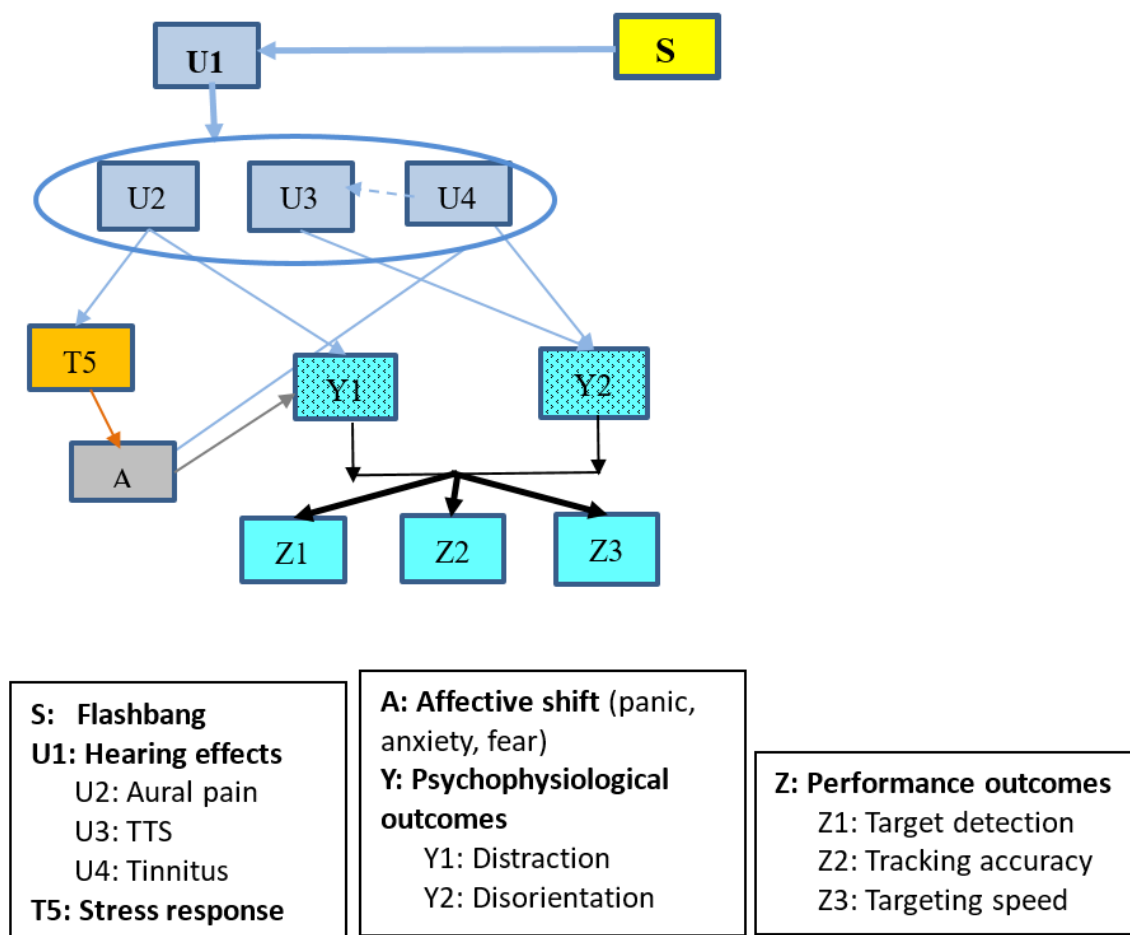 U1
S
U2
U3
U4
T5
Y1
Y2
A
Z1
Z2
Z3
S: Flashbang
U1: Hearing effects
U2: Aural pain
U3: TTS
U4: Tinnitus
T5: Stress response
A: Affective shift (panic,
anxiety, fear)
Y: Psychophysiological
outcomes
Y1: Distraction
Y2: Disorientation
Z: Performance outcomes
Z1: Target detection
Z2: Tracking accuracy
Z3: Targeting speed